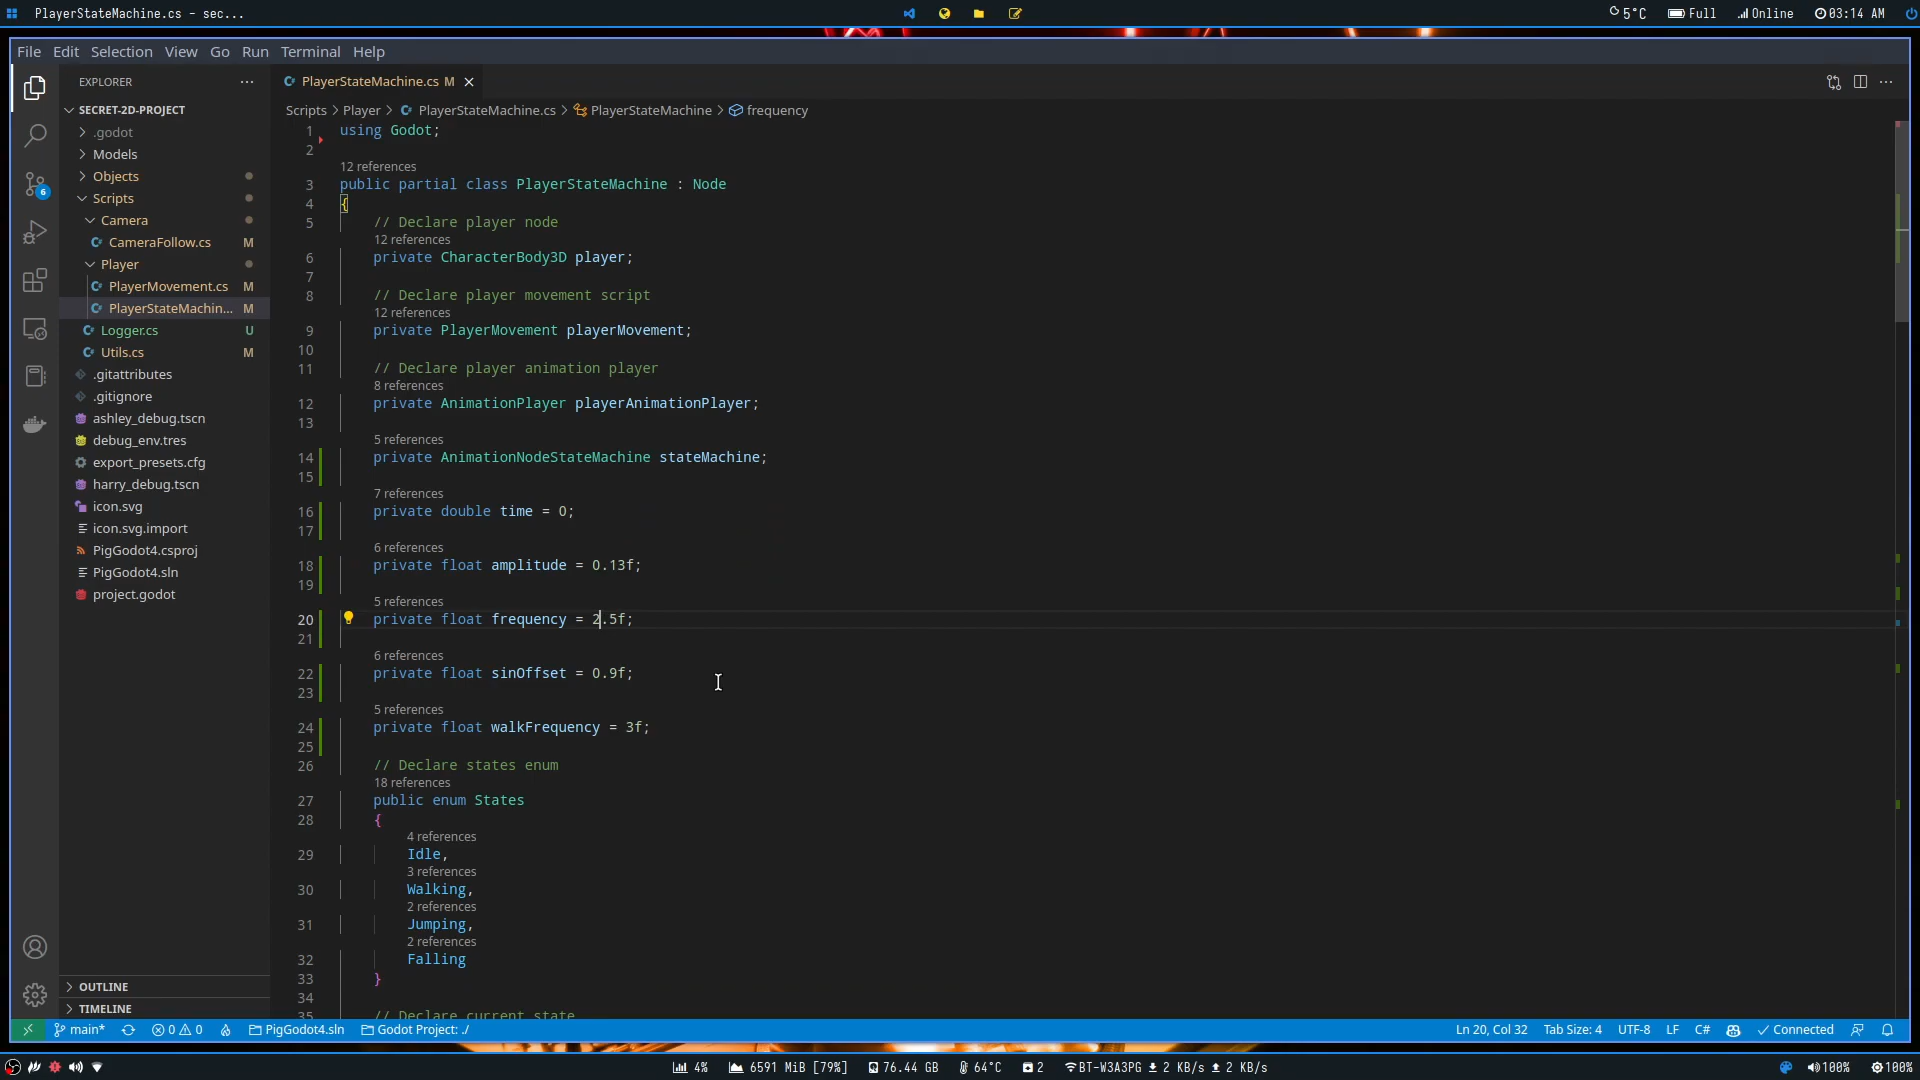 PlayerStateMachine.cs - sec...
5°C Full Online 03:14 AM
File Edit Selection View Go Run Terminal Help
EXPLORER
PlayerStateMachine.cs M
SECRET-2D-PROJECT
.godot
Models
Objects
Scripts
Camera
CameraFollow.cs M
Player
PlayerMovement.cs M
PlayerStateMachin... M
Logger.cs U
Utils.cs M
.gitattributes
.gitignore
ashley_debug.tscn
debug_env.tres
export_presets.cfg
harry_debug.tscn
icon.svg
icon.svg.import
PigGodot4.csproj
PigGodot4.sln
project.godot
OUTLINE
TIMELINE
6
Scripts > Player > PlayerStateMachine.cs > PlayerStateMachine > frequency
1 using Godot;
2
12 references
3 public partial class PlayerStateMachine : Node
4 {
5 // Declare player node
12 references
6 private CharacterBody3D player;
7
8 // Declare player movement script
12 references
9 private PlayerMovement playerMovement;
10
11 // Declare player animation player
8 references
12 private AnimationPlayer playerAnimationPlayer;
13
5 references
14 private AnimationNodeStateMachine stateMachine;
15
7 references
16 private double time = 0;
17
6 references
18 private float amplitude = 0.13f;
19
5 references
20 private float frequency = 2.5f;
21
6 references
22 private float sinOffset = 0.9f;
23
5 references
24 private float walkFrequency = 3f;
25
26 // Declare states enum
18 references
27 public enum States
28 {
4 references
29 Idle,
3 references
30 Walking,
2 references
31 Jumping,
2 references
32 Falling
33 }
34
35 // Declare current state
main* 0 0 PigGodot4.sln Godot Project: ./ Ln 20, Col 32 Tab Size: 4 UTF-8 LF C# Connected
4% 6591 MiB [79%] 76.44 GB 64°C 2 BT-W3A3PG 2 KB/s 2 KB/s 100% 100%